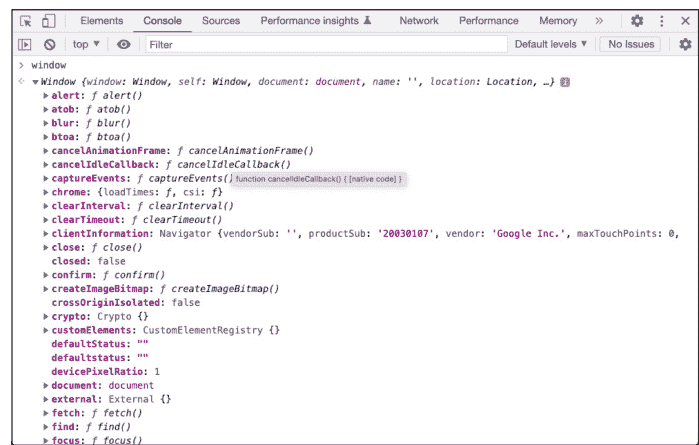 Elements Console Sources Performance insights Network Performance Memory »
top ▼ Filter Default levels ▼ No Issues
> window
Window {window: Window, self: Window, document: document, name: '', location: Location, …}
alert: ƒ alert()
atob: ƒ atob()
blur: ƒ blur()
btoa: ƒ btoa()
cancelAnimationFrame: ƒ cancelAnimationFrame()
cancelIdleCallback: ƒ cancelIdleCallback()
captureEvents: ƒ captureEvents() function cancelIdleCallback() { [native code] }
chrome: {loadTimes: ƒ, csi: ƒ}
clearInterval: ƒ clearInterval()
clearTimeout: ƒ clearTimeout()
clientInformation: Navigator {vendorSub: '', productSub: '20030107', vendor: 'Google Inc.', maxTouchPoints: 0,
close: ƒ close()
closed: false
confirm: ƒ confirm()
createImageBitmap: ƒ createImageBitmap()
crossOriginIsolated: false
crypto: Crypto {}
customElements: CustomElementRegistry {}
defaultStatus: ""
defaultstatus: ""
devicePixelRatio: 1
document: document
external: External {}
fetch: ƒ fetch()
find: ƒ find()
focus: ƒ focus()